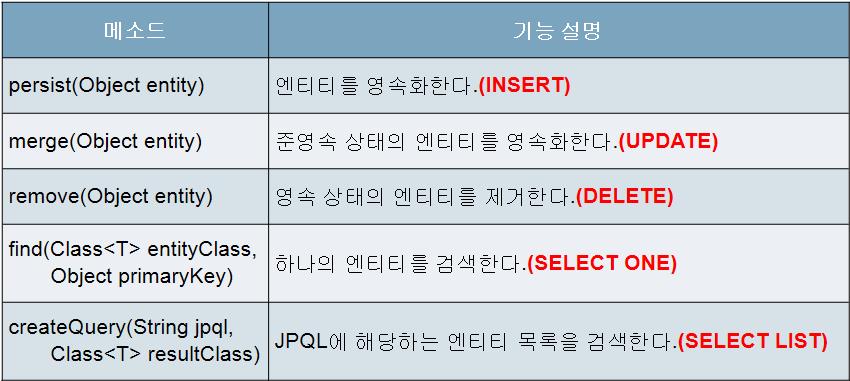 메소드
기능 설명
persist(Object entity)
엔티티를 영속화한다.(INSERT)
merge(Object entity)
준영속 상태의 엔티티를 영속화한다.(UPDATE)
remove(Object entity)
영속 상태의 엔티티를 제거한다.(DELETE)
find(Class<T> entityClass,
Object primaryKey)
하나의 엔티티를 검색한다.(SELECT ONE)
createQuery(String jpql,
Class<T> resultClass)
JPQL에 해당하는 엔티티 목록을 검색한다.(SELECT LIST)